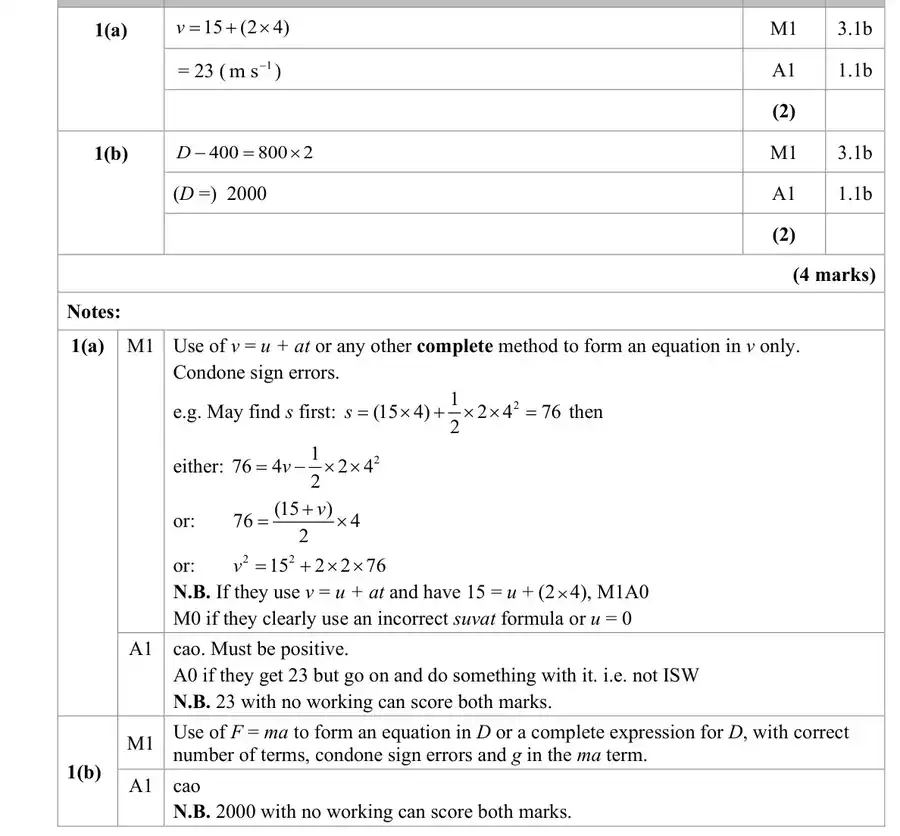 1(a) v = 15 + (2 × 4) M1 3.1b
= 23 ( m s⁻¹ ) A1 1.1b
(2)
1(b) D − 400 = 800 × 2 M1 3.1b
(D =) 2000 A1 1.1b
(2)
(4 marks)
Notes:
1(a) M1 Use of v = u + at or any other complete method to form an equation in v only.
Condone sign errors.
e.g. May find s first: s = (15 × 4) + 1/2 × 2 × 4² = 76 then
either: 76 = 4v − 1/2 × 2 × 4²
or: 76 = (15 + v)/2 × 4
or: v² = 15² + 2 × 2 × 76
N.B. If they use v = u + at and have 15 = u + (2 × 4), M1A0
M0 if they clearly use an incorrect suvat formula or u = 0
A1 cao. Must be positive.
A0 if they get 23 but go on and do something with it. i.e. not ISW
N.B. 23 with no working can score both marks.
1(b) M1 Use of F = ma to form an equation in D or a complete expression for D, with correct
number of terms, condone sign errors and g in the ma term.
A1 cao
N.B. 2000 with no working can score both marks.